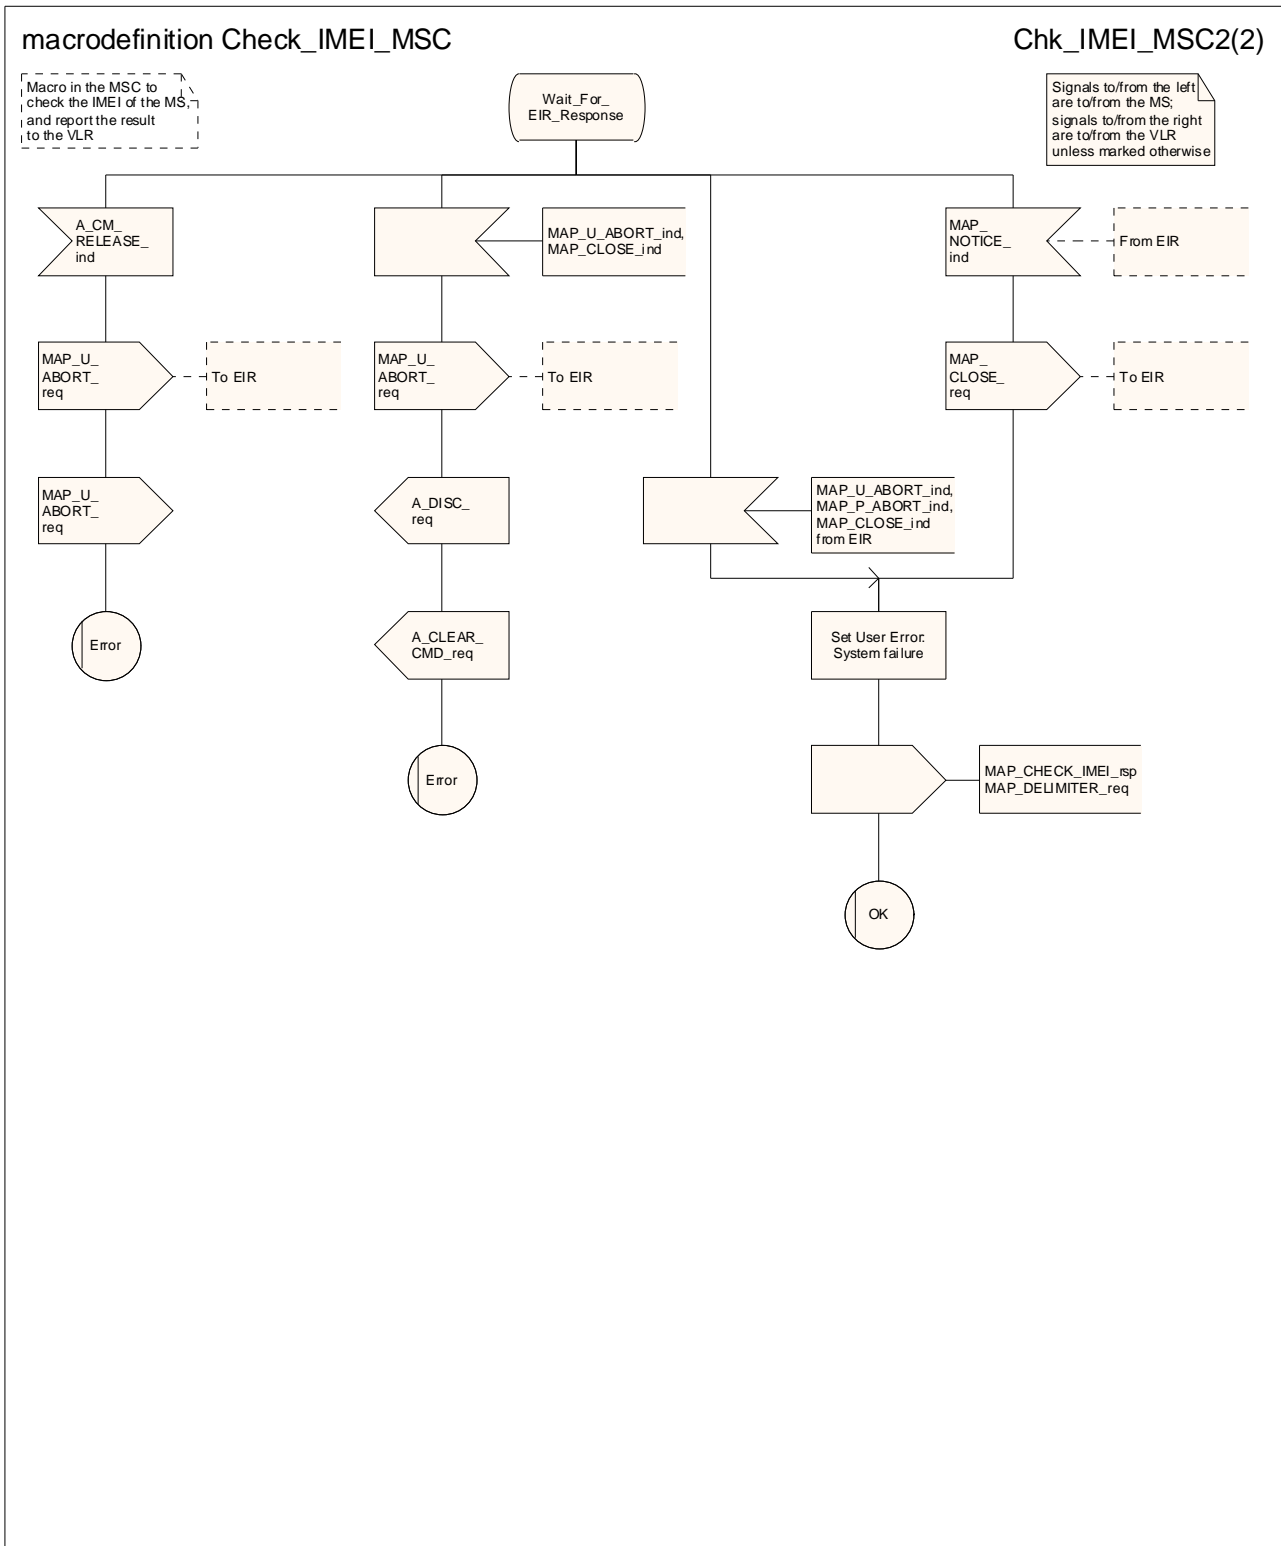 macrodefinition Check_IMEI_MSC
Chk_IMEI_MSC2(2)
Macro in the MSC to
check the IMEI of the MS,
and report the result
to the VLR
Wait_For_
EIR_Response
Signals to/from the left
are to/from the MS;
signals to/from the right
are to/from the VLR
unless marked otherwise
A_CM_
RELEASE_
ind
MAP_U_ABORT_ind,
MAP_CLOSE_ind
MAP_
NOTICE_
ind
From EIR
MAP_U_
ABORT_
req
To EIR
MAP_U_
ABORT_
req
To EIR
MAP_
CLOSE_
req
To EIR
MAP_U_
ABORT_
req
A_DISC_
req
MAP_U_ABORT_ind,
MAP_P_ABORT_ind,
MAP_CLOSE_ind
from EIR
Error
A_CLEAR_
CMD_req
Set User Error:
System failure
Error
MAP_CHECK_IMEI_rsp
MAP_DELIMITER_req
OK